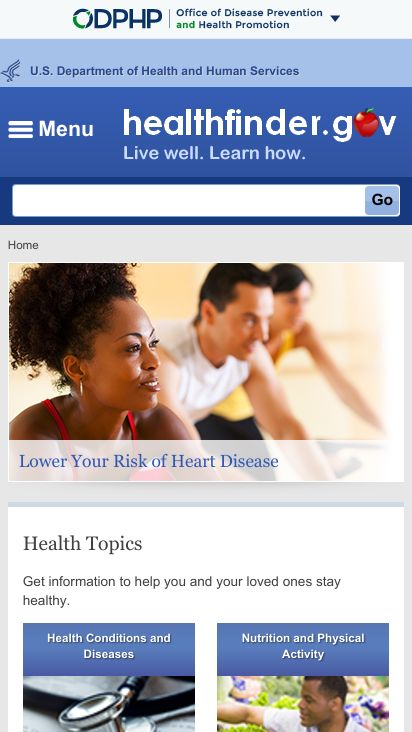 ODPHP
Office of Disease Prevention
and Health Promotion
U.S. Department of Health and Human Services
Menu
healthfinder.gov
Live well. Learn how.
Go
Home
Lower Your Risk of Heart Disease
Health Topics
Get information to help you and your loved ones stay
healthy.
Health Conditions and
Diseases
Nutrition and Physical
Activity